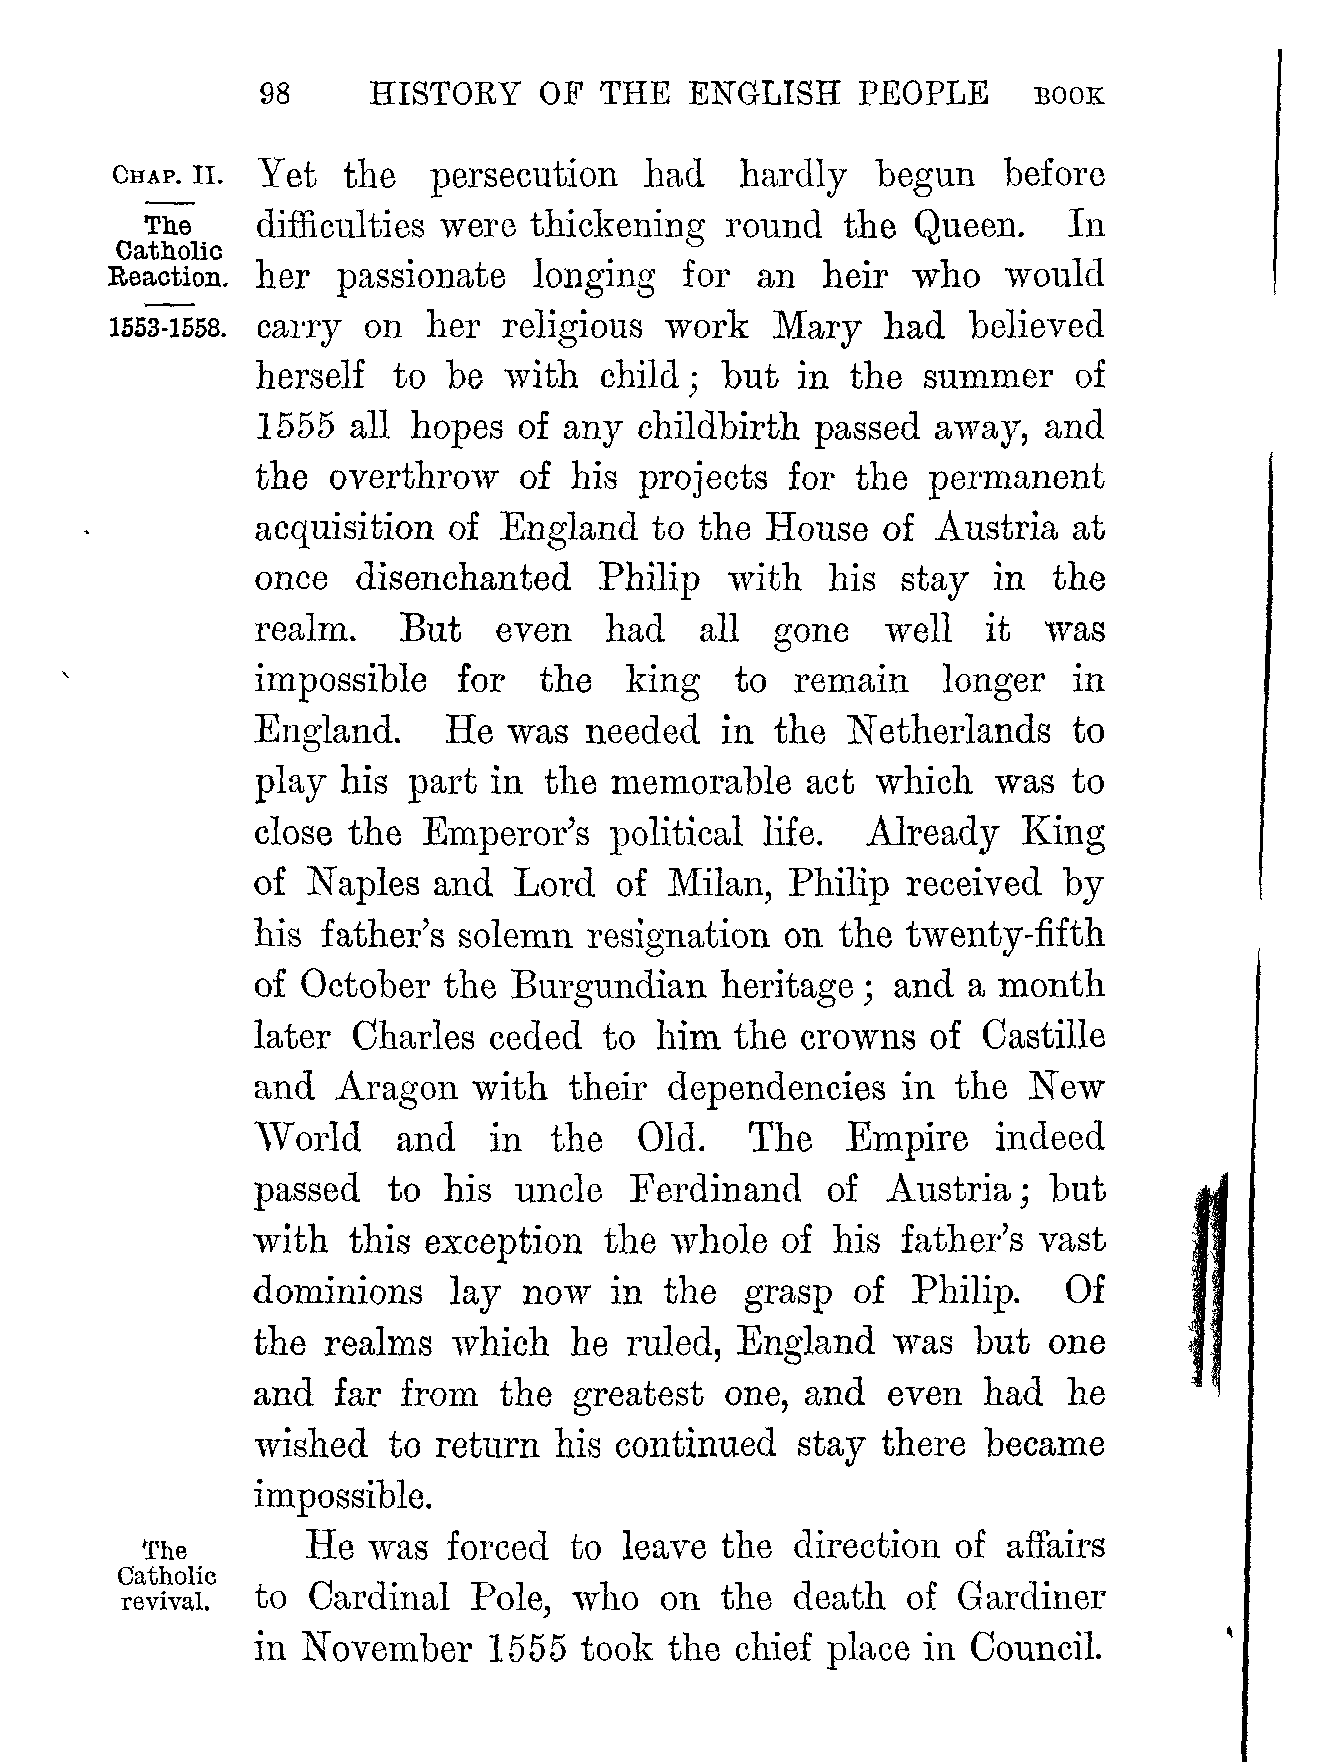 98 HISTORY OF THE ENGLISH PEOPLE BOOK
CHAP. II.
The
Catholic
Reaction.
1553-1558.
Yet the persecution had hardly begun before
difficulties were thickening round the Queen. In
her passionate longing for an heir who would
carry on her religious work Mary had believed
herself to be with child; but in the summer of
1555 all hopes of any childbirth passed away, and
the overthrow of his projects for the permanent
acquisition of England to the House of Austria at
once disenchanted Philip with his stay in the
realm. But even had all gone well it was
impossible for the king to remain longer in
England. He was needed in the Netherlands to
play his part in the memorable act which was to
close the Emperor's political life. Already King
of Naples and Lord of Milan, Philip received by
his father's solemn resignation on the twenty-fifth
of October the Burgundian heritage; and a month
later Charles ceded to him the crowns of Castille
and Aragon with their dependencies in the New
World and in the Old. The Empire indeed
passed to his uncle Ferdinand of Austria; but
with this exception the whole of his father's vast
dominions lay now in the grasp of Philip. Of
the realms which he ruled, England was but one
and far from the greatest one, and even had he
wished to return his continued stay there became
impossible.
The
Catholic
revival.
He was forced to leave the direction of affairs
to Cardinal Pole, who on the death of Gardiner
in November 1555 took the chief place in Council.